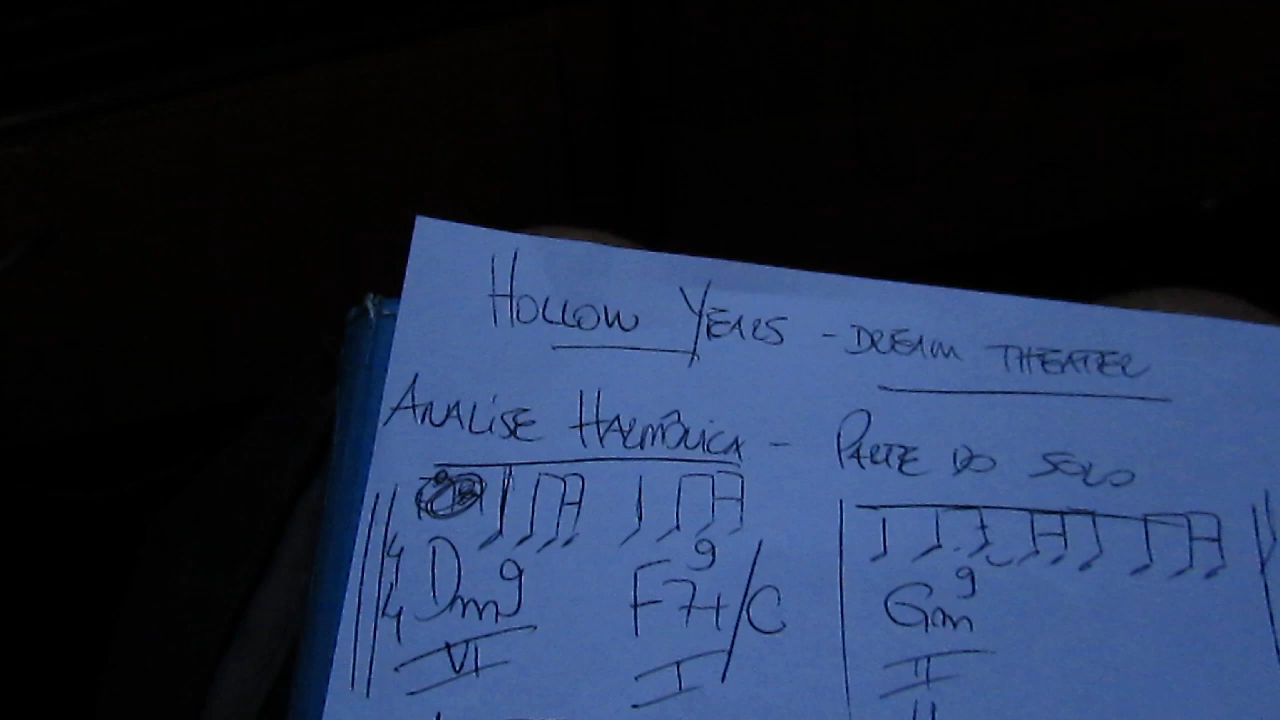 HOLLOW YEARS - DREAM THEATER
ANALISE HARMÔNICA - PARTE DO SOLO
4/4 Dm9 F7+9/C Gm9
VI I II